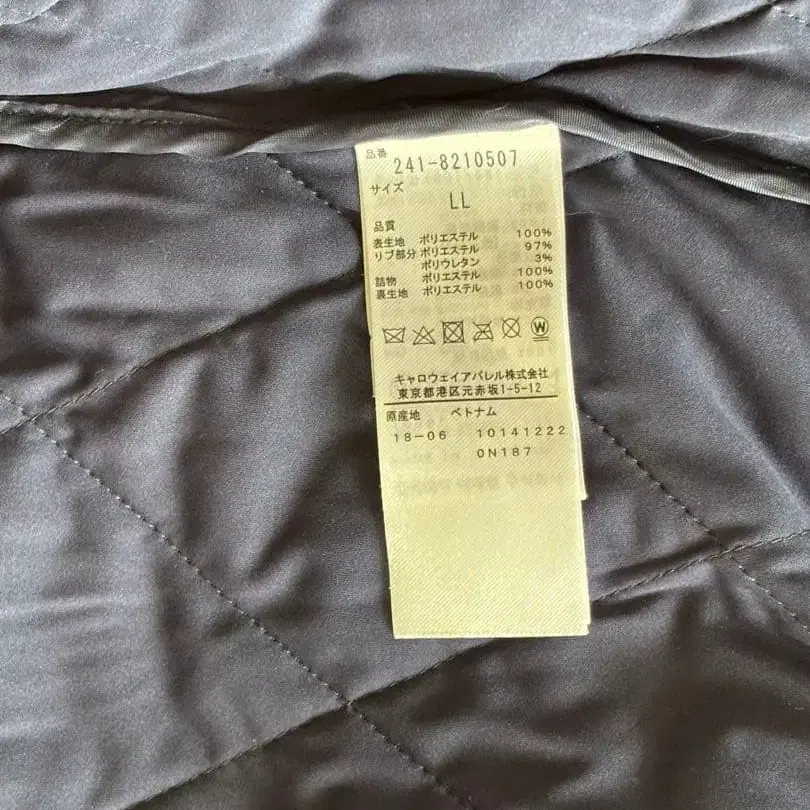 品番
241-8210507
サイズ
LL
品質
表生地 ポリエステル 100%
リブ部分 ポリエステル 97%
ポリウレタン 3%
詰物 ポリエステル 100%
裏生地 ポリエステル 100%
W
キャロウェイアパレル株式会社
東京都港区元赤坂1-5-12
原産地 ベトナム
18-06 10141222
0N187